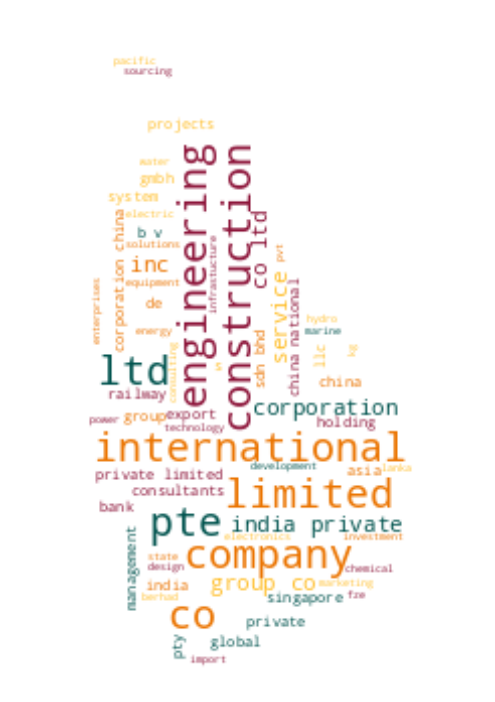 pacific
sourcing
projects
water
gmbh
system
electric
b v
solutions
inc
equipment
de
energy
corporation china
enterprises
engineering
construction
infrastucture
co ltd
service
pvt
china national
hydro
marine
llc
kg
sdn bhd
china
consulting
s
ltd
railway
corporation
power
group
export
holding
technology
international
development
asia
lanka
private limited
consultants
limited
bank
pte
india private
electronics
investment
management
company
state
design
chemical
india
group co
marketing
berhad
singapore
fze
co
private
pty
global
import